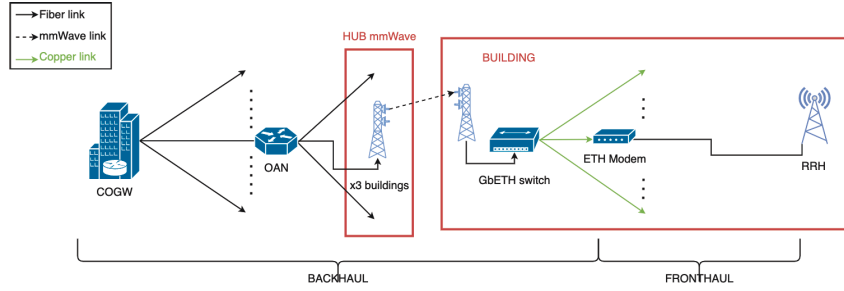 Fiber link
mmWave link
Copper link
HUB mmWave
BUILDING
COGW
OAN
x3 buildings
GbETH switch
ETH Modem
RRH
BACKHAUL
FRONTHAUL